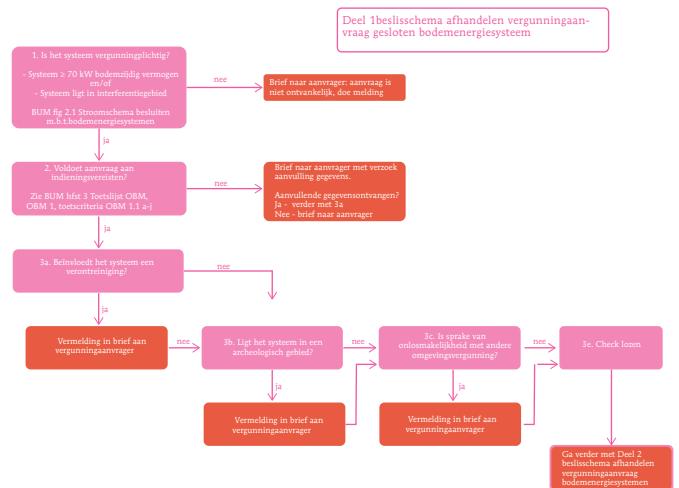 Deel 1beslisschema afhandelen vergunningaan-
vraag gesloten bodemenergiesysteem
1. Is het systeem vergunningplichtig?
- Systeem ≥ 70 kW bodemzijdig vermogen
en/of
- Systeem ligt in interferentiegebied
BUM fig 2.1 Stroomschema besluiten
m.b.t.bodemenergiesystemen
nee
Brief naar aanvrager: aanvraag is
niet ontvankelijk, doe melding
ja
2. Voldoet aanvraag aan
indieningsvereisten?
Zie BUM hfst 3 Toetslijst OBM,
OBM 1, toetscriteria OBM 1.1 a-j
nee
Brief naar aanvrager met verzoek
aanvulling gegevens.
Aanvullende gegevensontvangen?
Ja - verder met 3a
Nee - brief naar aanvrager
ja
3a. Beïnvloedt het systeem een
verontreiniging?
nee
ja
Vermelding in brief aan
vergunningaanvrager
nee
3b. Ligt het systeem in een
archeologisch gebied?
nee
3c. Is sprake van
onlosmakelijkheid met andere
omgevingsvergunning?
nee
3e. Check lozen
ja
Vermelding in brief aan
vergunningaanvrager
ja
Vermelding in brief aan
vergunningaanvrager
Ga verder met Deel 2
beslisschema afhandelen
vergunningaanvraag
bodemenergiesystemen